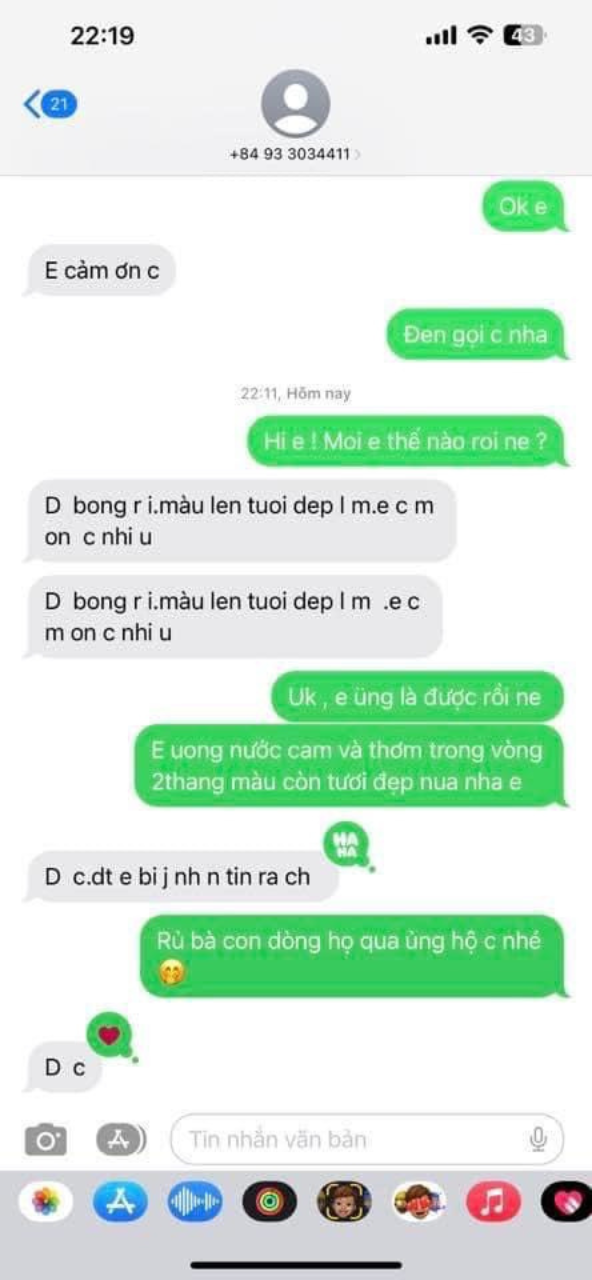 22:19
43
21
+84 93 3034411
Ok e
E cảm ơn c
Đen gọi c nha
22:11, Hôm nay
Hi e ! Moi e thế nào roi ne ?
D bong r i.màu len tuoi dep l m.e c m
on c nhi u
D bong r i.màu len tuoi dep l m .e c
m on c nhi u
Uk , e üng là được rồi ne
E uong nước cam và thơm trong vòng
2thang màu còn tươi đẹp nua nha e
HA
HA
D c.dt e bi j nh n tin ra ch
Rủ bà con dòng họ qua ủng hộ c nhé
🤭
D c
Tin nhắn văn bản